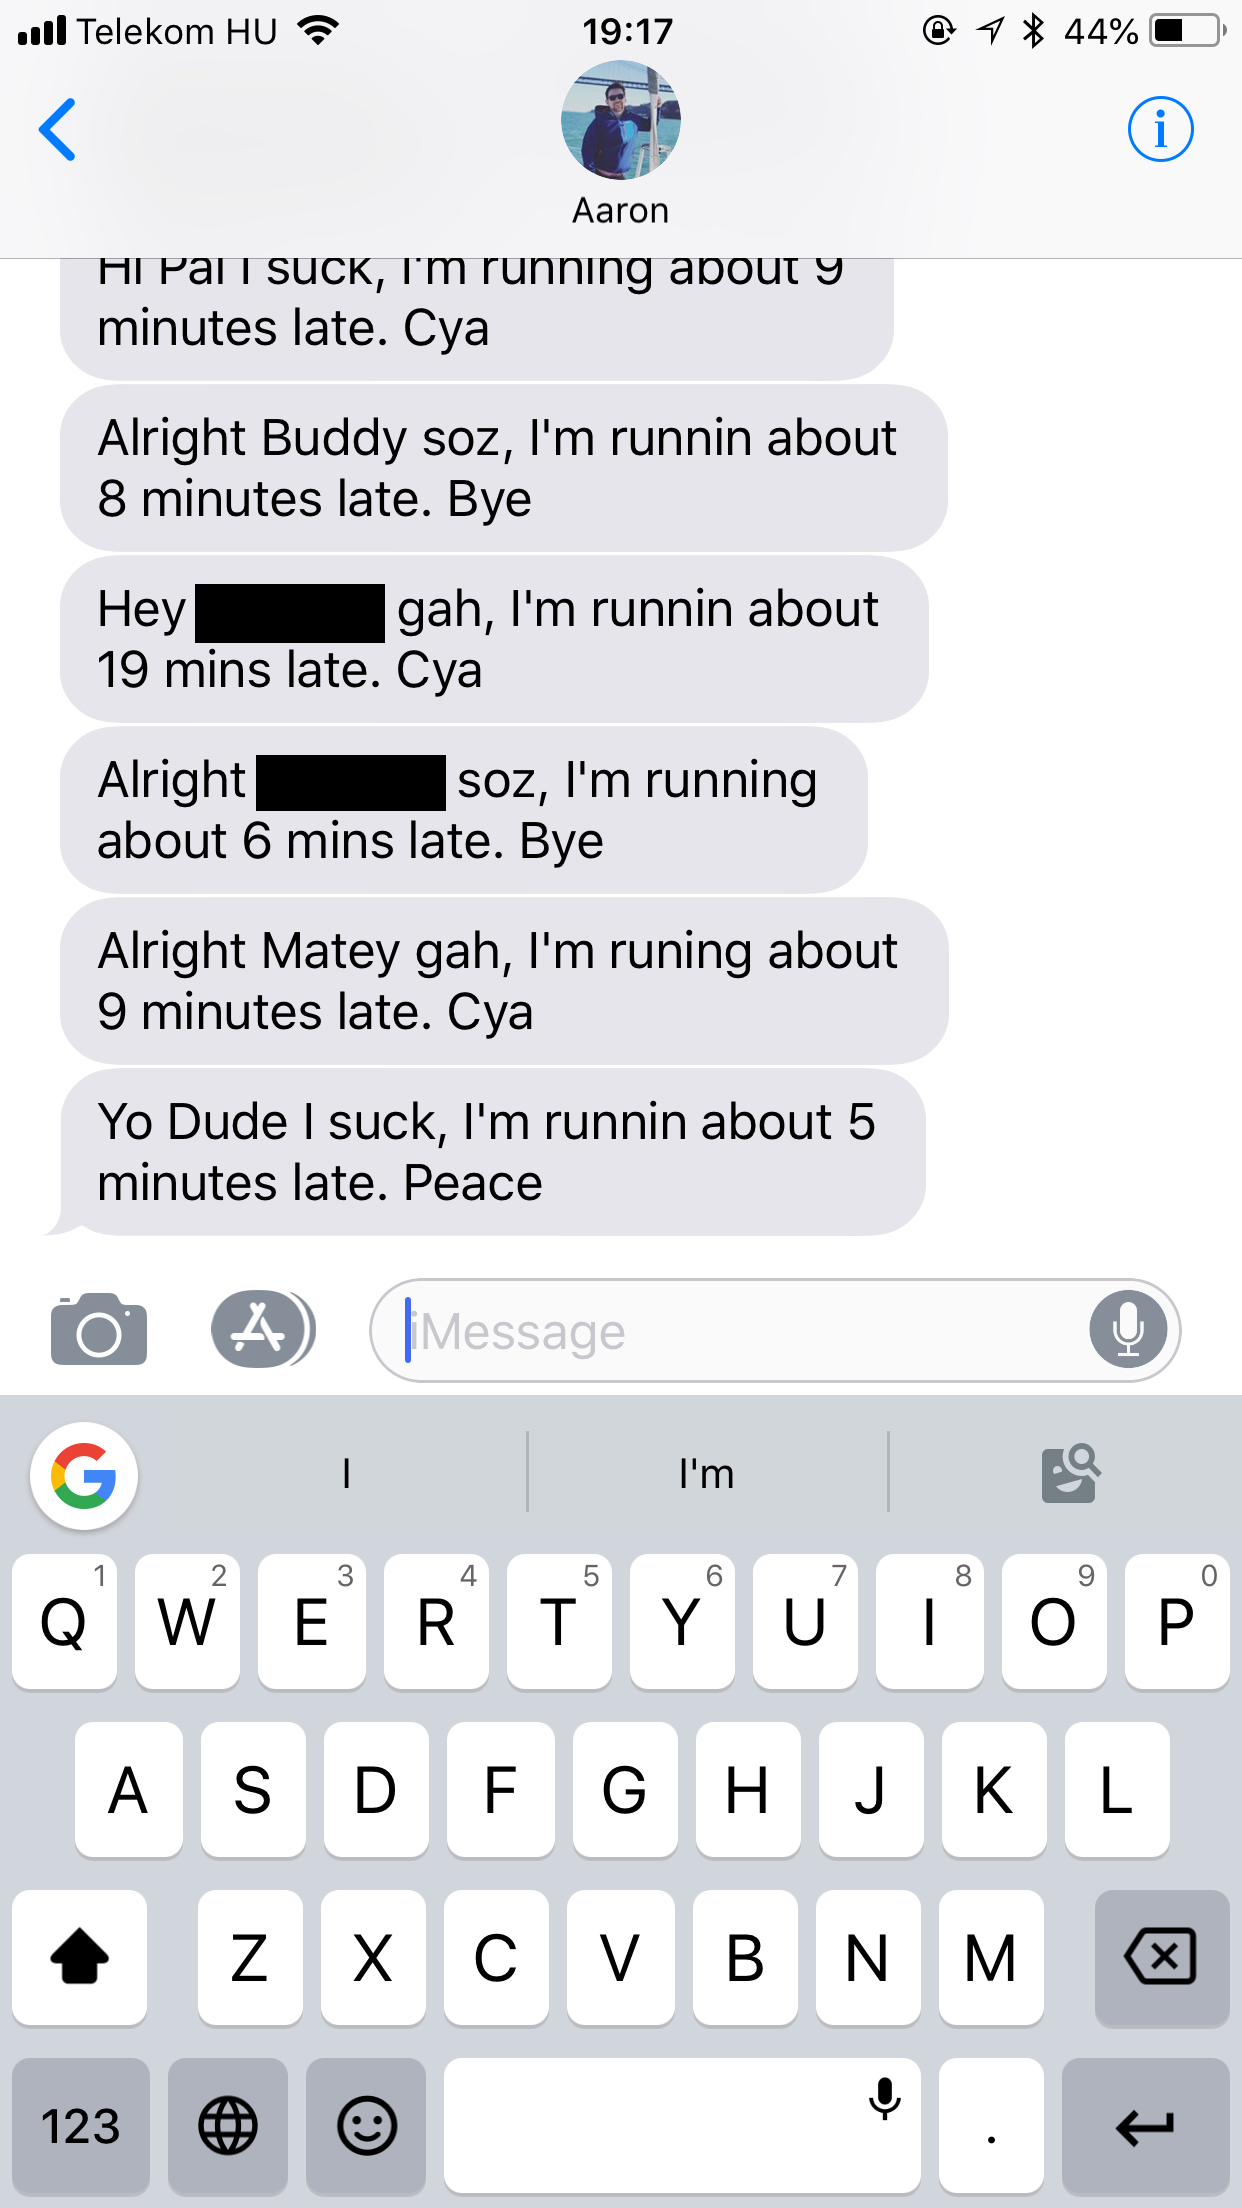 Telekom HU 19:17 44%
Aaron
Hi Pal I suck, I'm running about 9
minutes late. Cya
Alright Buddy soz, I'm runnin about
8 minutes late. Bye
Hey gah, I'm runnin about
19 mins late. Cya
Alright soz, I'm running
about 6 mins late. Bye
Alright Matey gah, I'm runing about
9 minutes late. Cya
Yo Dude I suck, I'm runnin about 5
minutes late. Peace
iMessage
I I'm
1 2 3 4 5 6 7 8 9 0
Q W E R T Y U I O P
A S D F G H J K L
Z X C V B N M
123 .